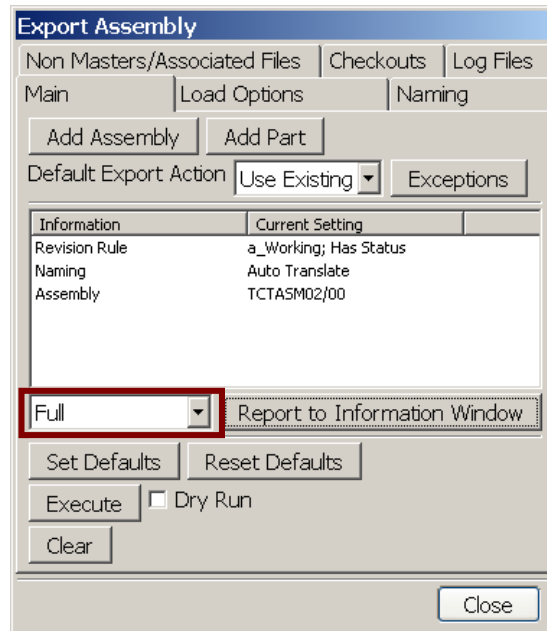 Export Assembly
Non Masters/Associated Files Checkouts Log Files
Main Load Options Naming
Add Assembly Add Part
Default Export Action Use Existing Exceptions
Information Current Setting
Revision Rule a_Working; Has Status
Naming Auto Translate
Assembly TCTASM02/00
Full Report to Information Window
Set Defaults Reset Defaults
Execute Dry Run
Clear
Close